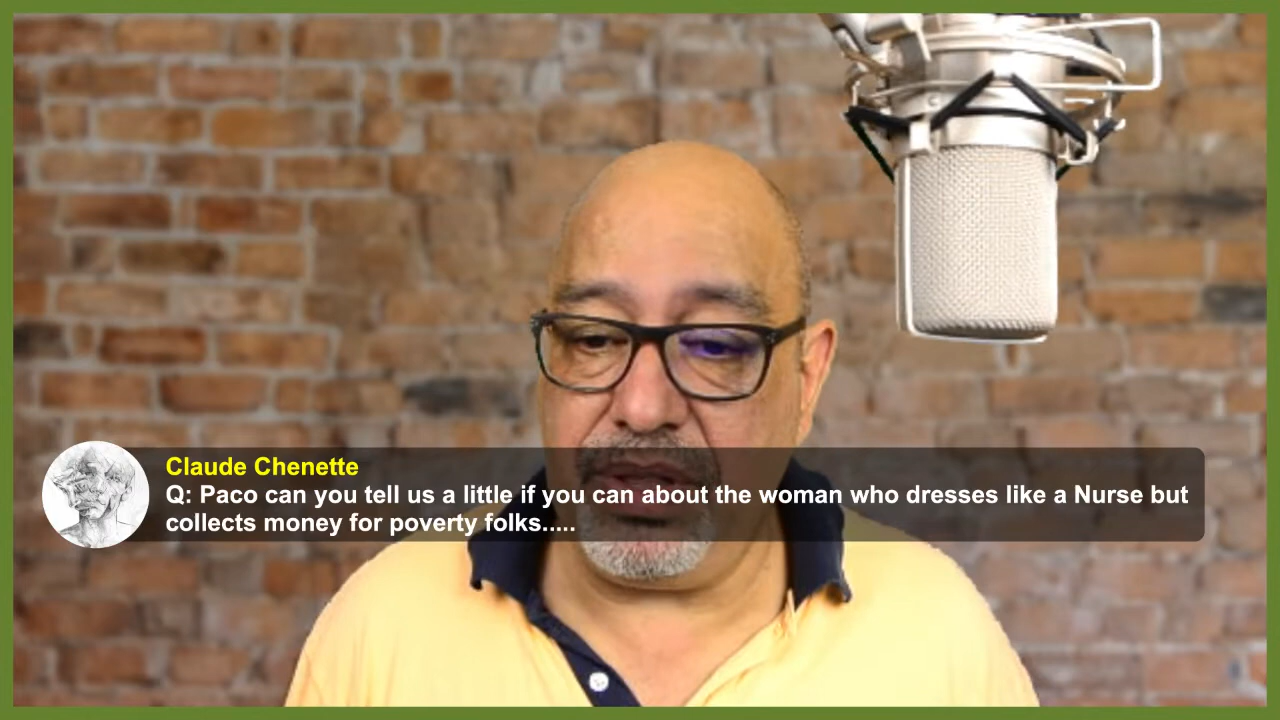 Claude Chenette
Q: Paco can you tell us a little if you can about the woman who dresses like a Nurse but
collects money for poverty folks.....